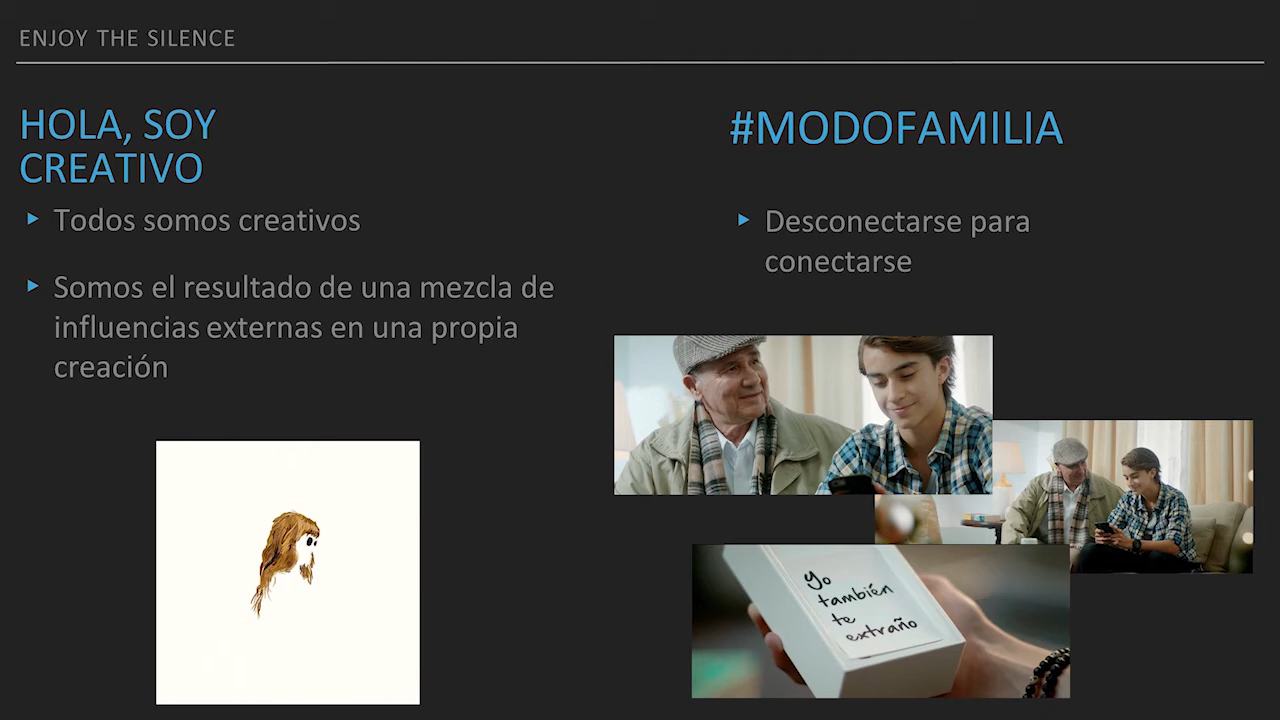 ENJOY THE SILENCE
HOLA, SOY
CREATIVO
Todos somos creativos
Somos el resultado de una mezcla de
influencias externas en una propia
creación
#MODOFAMILIA
Desconectarse para
conectarse
Yo
también
te
extraño